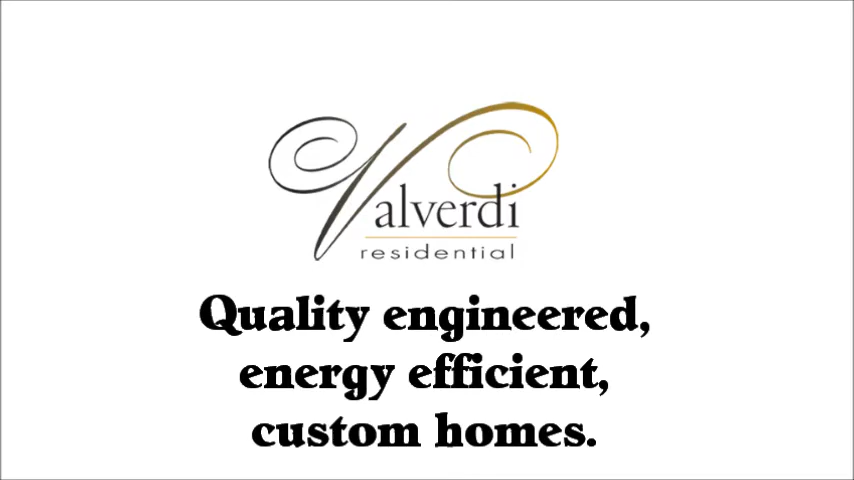 Valverdi
residential
Quality engineered,
energy efficient,
custom homes.